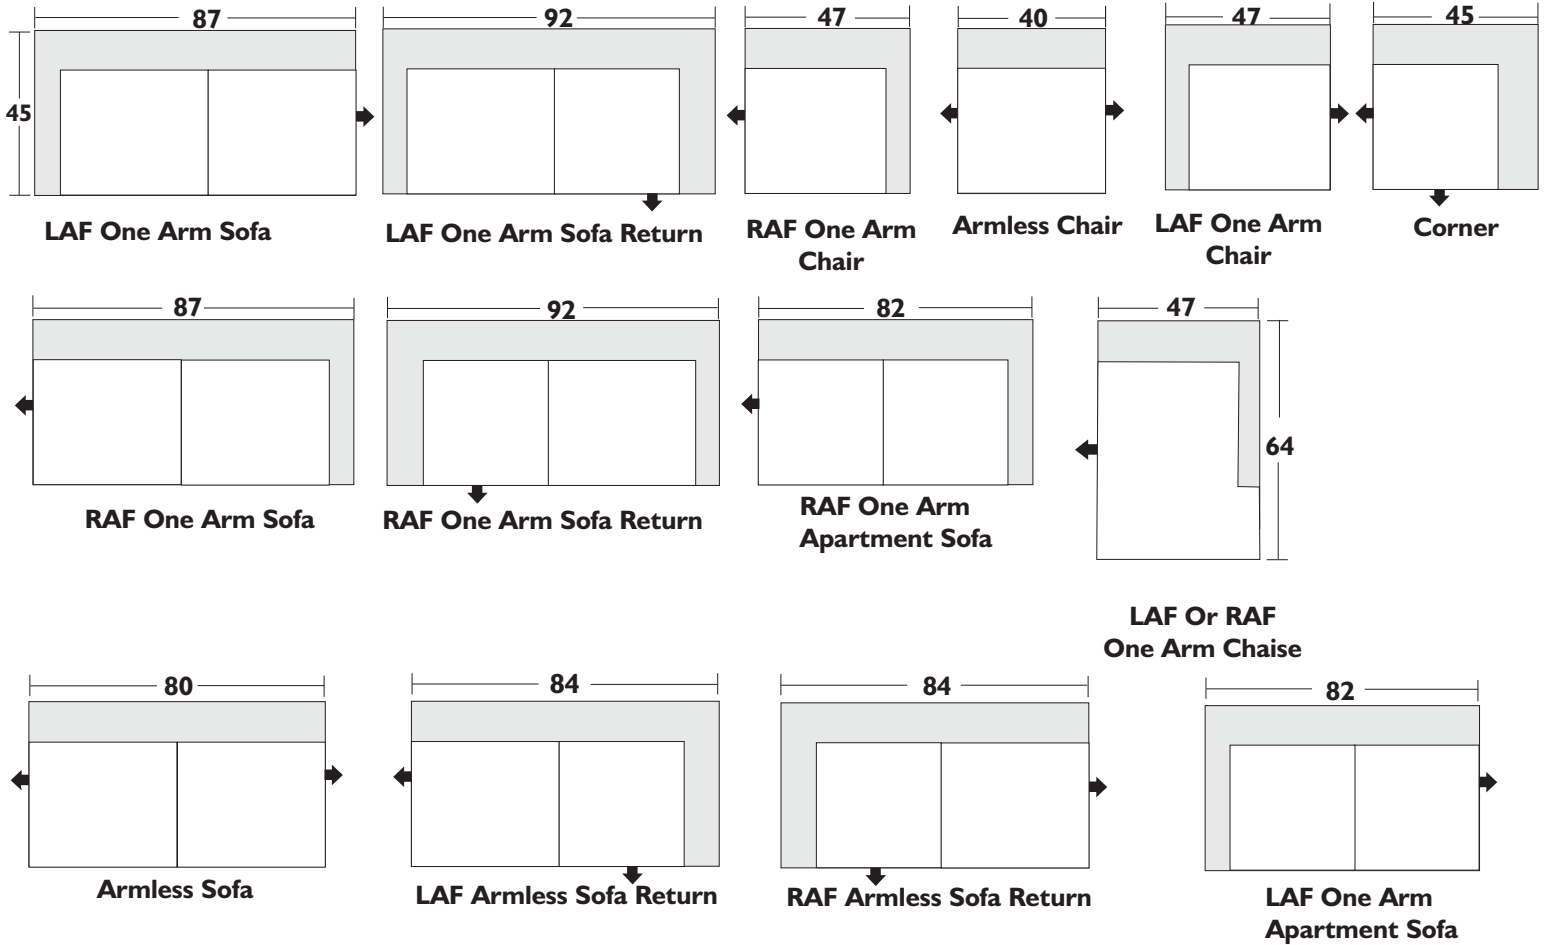 87
92
47
40
47
45
45
LAF One Arm Sofa
LAF One Arm Sofa Return
RAF One Arm
Chair
Armless Chair
LAF One Arm
Chair
Corner
87
92
82
47
64
RAF One Arm Sofa
RAF One Arm Sofa Return
RAF One Arm
Apartment Sofa
LAF Or RAF
One Arm Chaise
80
84
84
82
Armless Sofa
LAF Armless Sofa Return
RAF Armless Sofa Return
LAF One Arm
Apartment Sofa